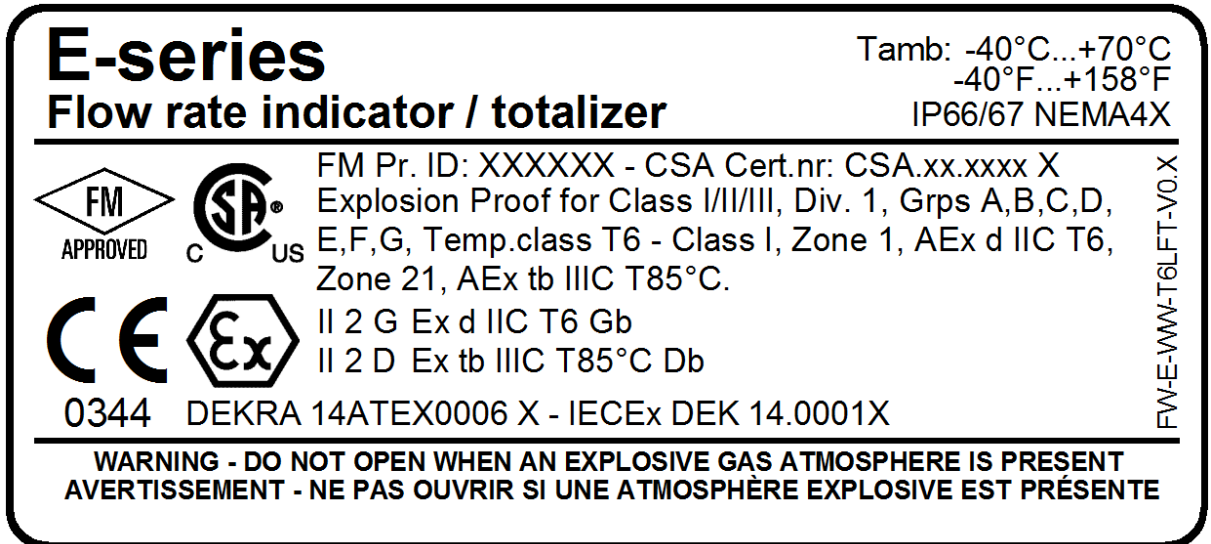 E-series
Flow rate indicator / totalizer
Tamb: -40°C...+70°C
-40°F...+158°F
IP66/67 NEMA4X
FM
APPROVED
CSA®
C US
FM Pr. ID: XXXXXX - CSA Cert.nr: CSA.xx.xxxx X
Explosion Proof for Class I/II/III, Div. 1, Grps A,B,C,D,
E,F,G, Temp.class T6 - Class I, Zone 1, AEx d IIC T6,
Zone 21, AEx tb IIIC T85°C.
CE
Ex
II 2 G Ex d IIC T6 Gb
II 2 D Ex tb IIIC T85°C Db
0344 DEKRA 14ATEX0006 X - IECEx DEK 14.0001X
FW-E-WW-T6LFT-V0.X
WARNING - DO NOT OPEN WHEN AN EXPLOSIVE GAS ATMOSPHERE IS PRESENT
AVERTISSEMENT - NE PAS OUVRIR SI UNE ATMOSPHÈRE EXPLOSIVE EST PRÉSENTE